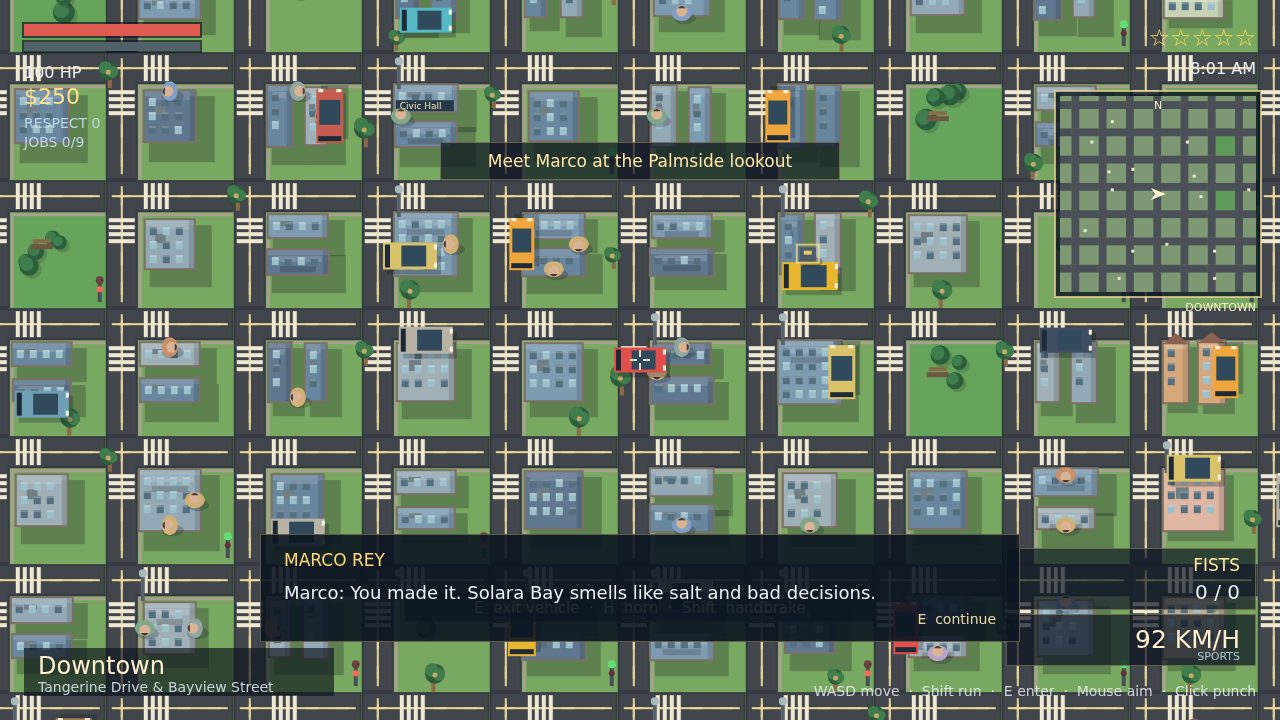 ☆☆☆☆☆
100 HP
8:01 AM
$250
RESPECT 0
JOBS 0/9
N
Civic Hall
Meet Marco at the Palmside lookout
DOWNTOWN
MARCO REY
Marco: You made it. Solara Bay smells like salt and bad decisions.
E exit vehicle · H horn · Shift handbrake
E continue
FISTS
0 / 0
92 KM/H
SPORTS
Downtown
Tangerine Drive & Bayview Street
WASD move · Shift run · E enter · Mouse aim · Click punch